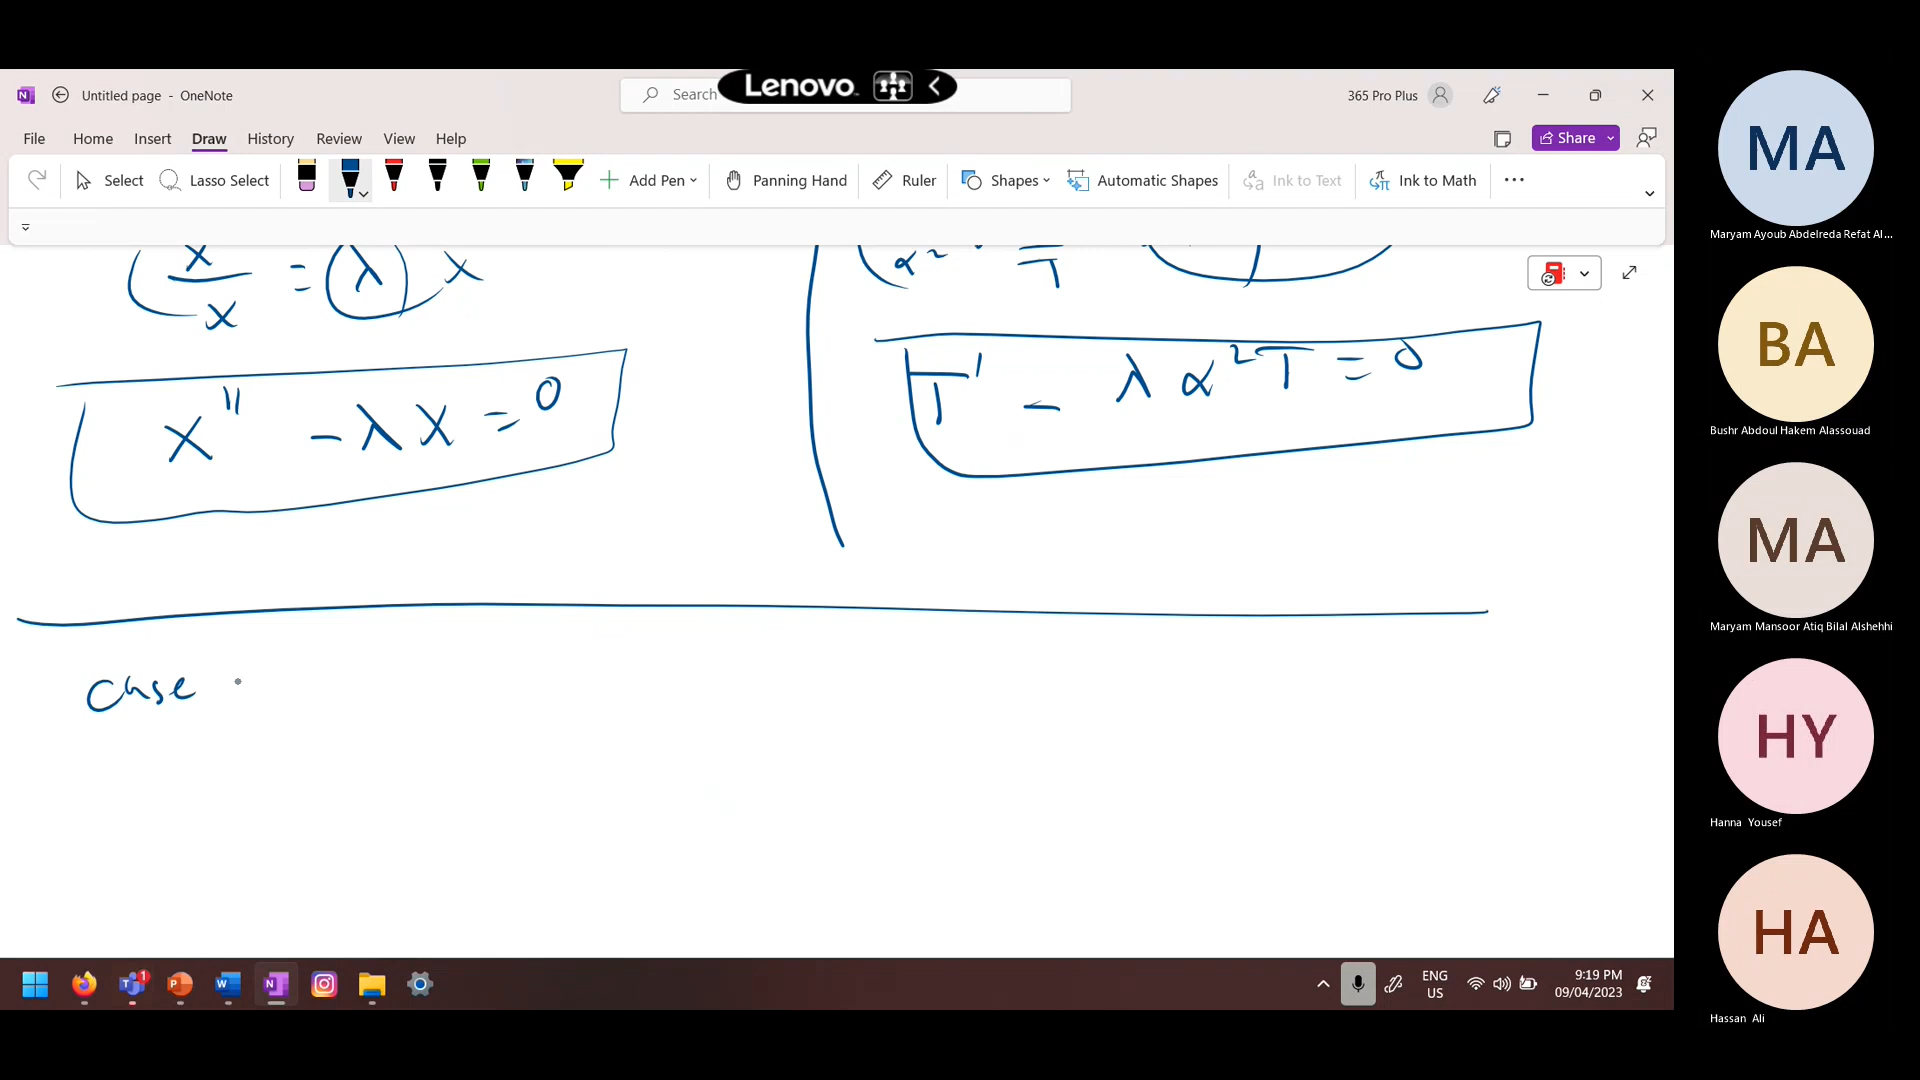 Lenovo
Untitled page - OneNote
Search
365 Pro Plus
File Home Insert Draw History Review View Help
Share
Select Lasso Select Add Pen Panning Hand Ruler Shapes Automatic Shapes Ink to Text Ink to Math
x = λ x
x
α² T
X" - λX = 0
T' - λα²T = 0
Case
ENG
US
9:19 PM
09/04/2023
MA
Maryam Ayoub Abdelreda Refat Al...
BA
Bushr Abdoul Hakem Alassouad
MA
Maryam Mansoor Atiq Bilal Alshehhi
HY
Hanna Yousef
HA
Hassan Ali